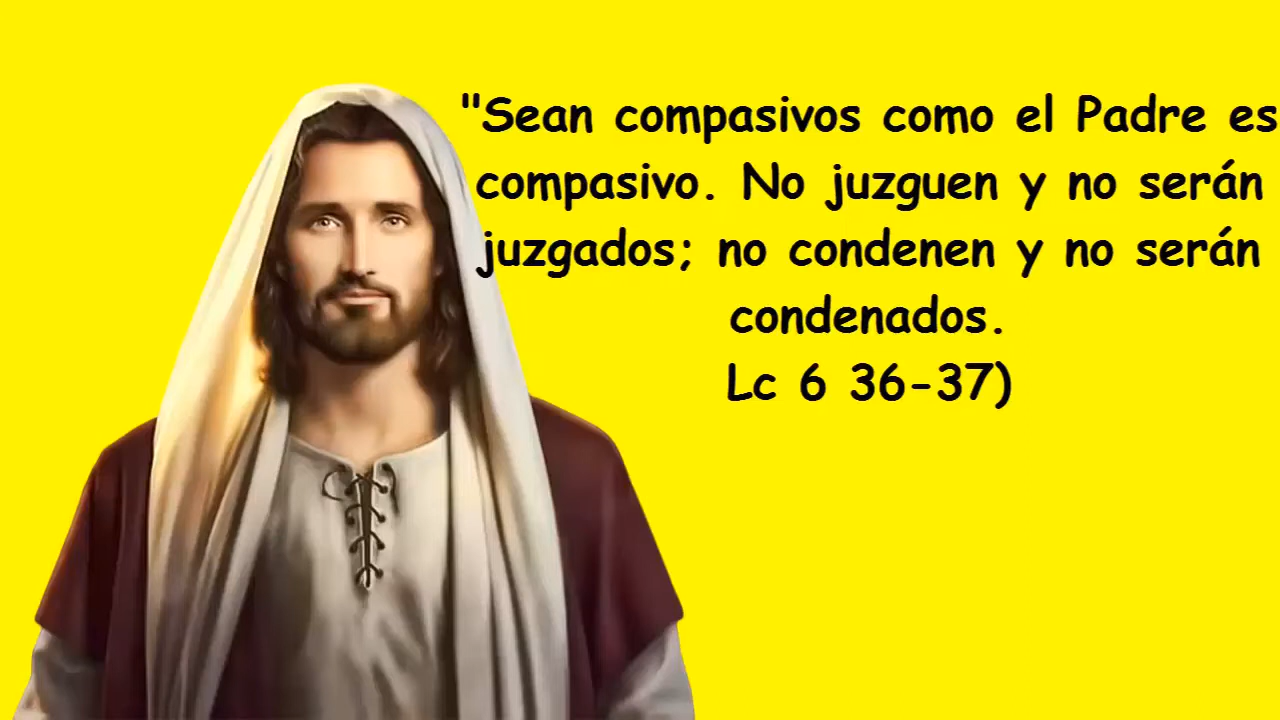 "Sean compasivos como el Padre es
compasivo. No juzguen y no serán
juzgados; no condenen y no serán
condenados.
Lc 6 36-37)